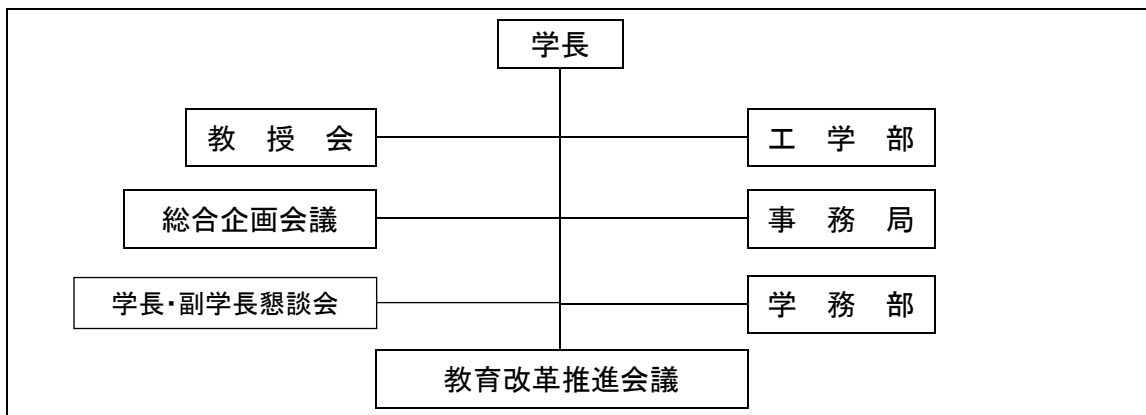 学長
教　授　会
工　学　部
総合企画会議
事　務　局
学長・副学長懇談会
学　務　部
教育改革推進会議